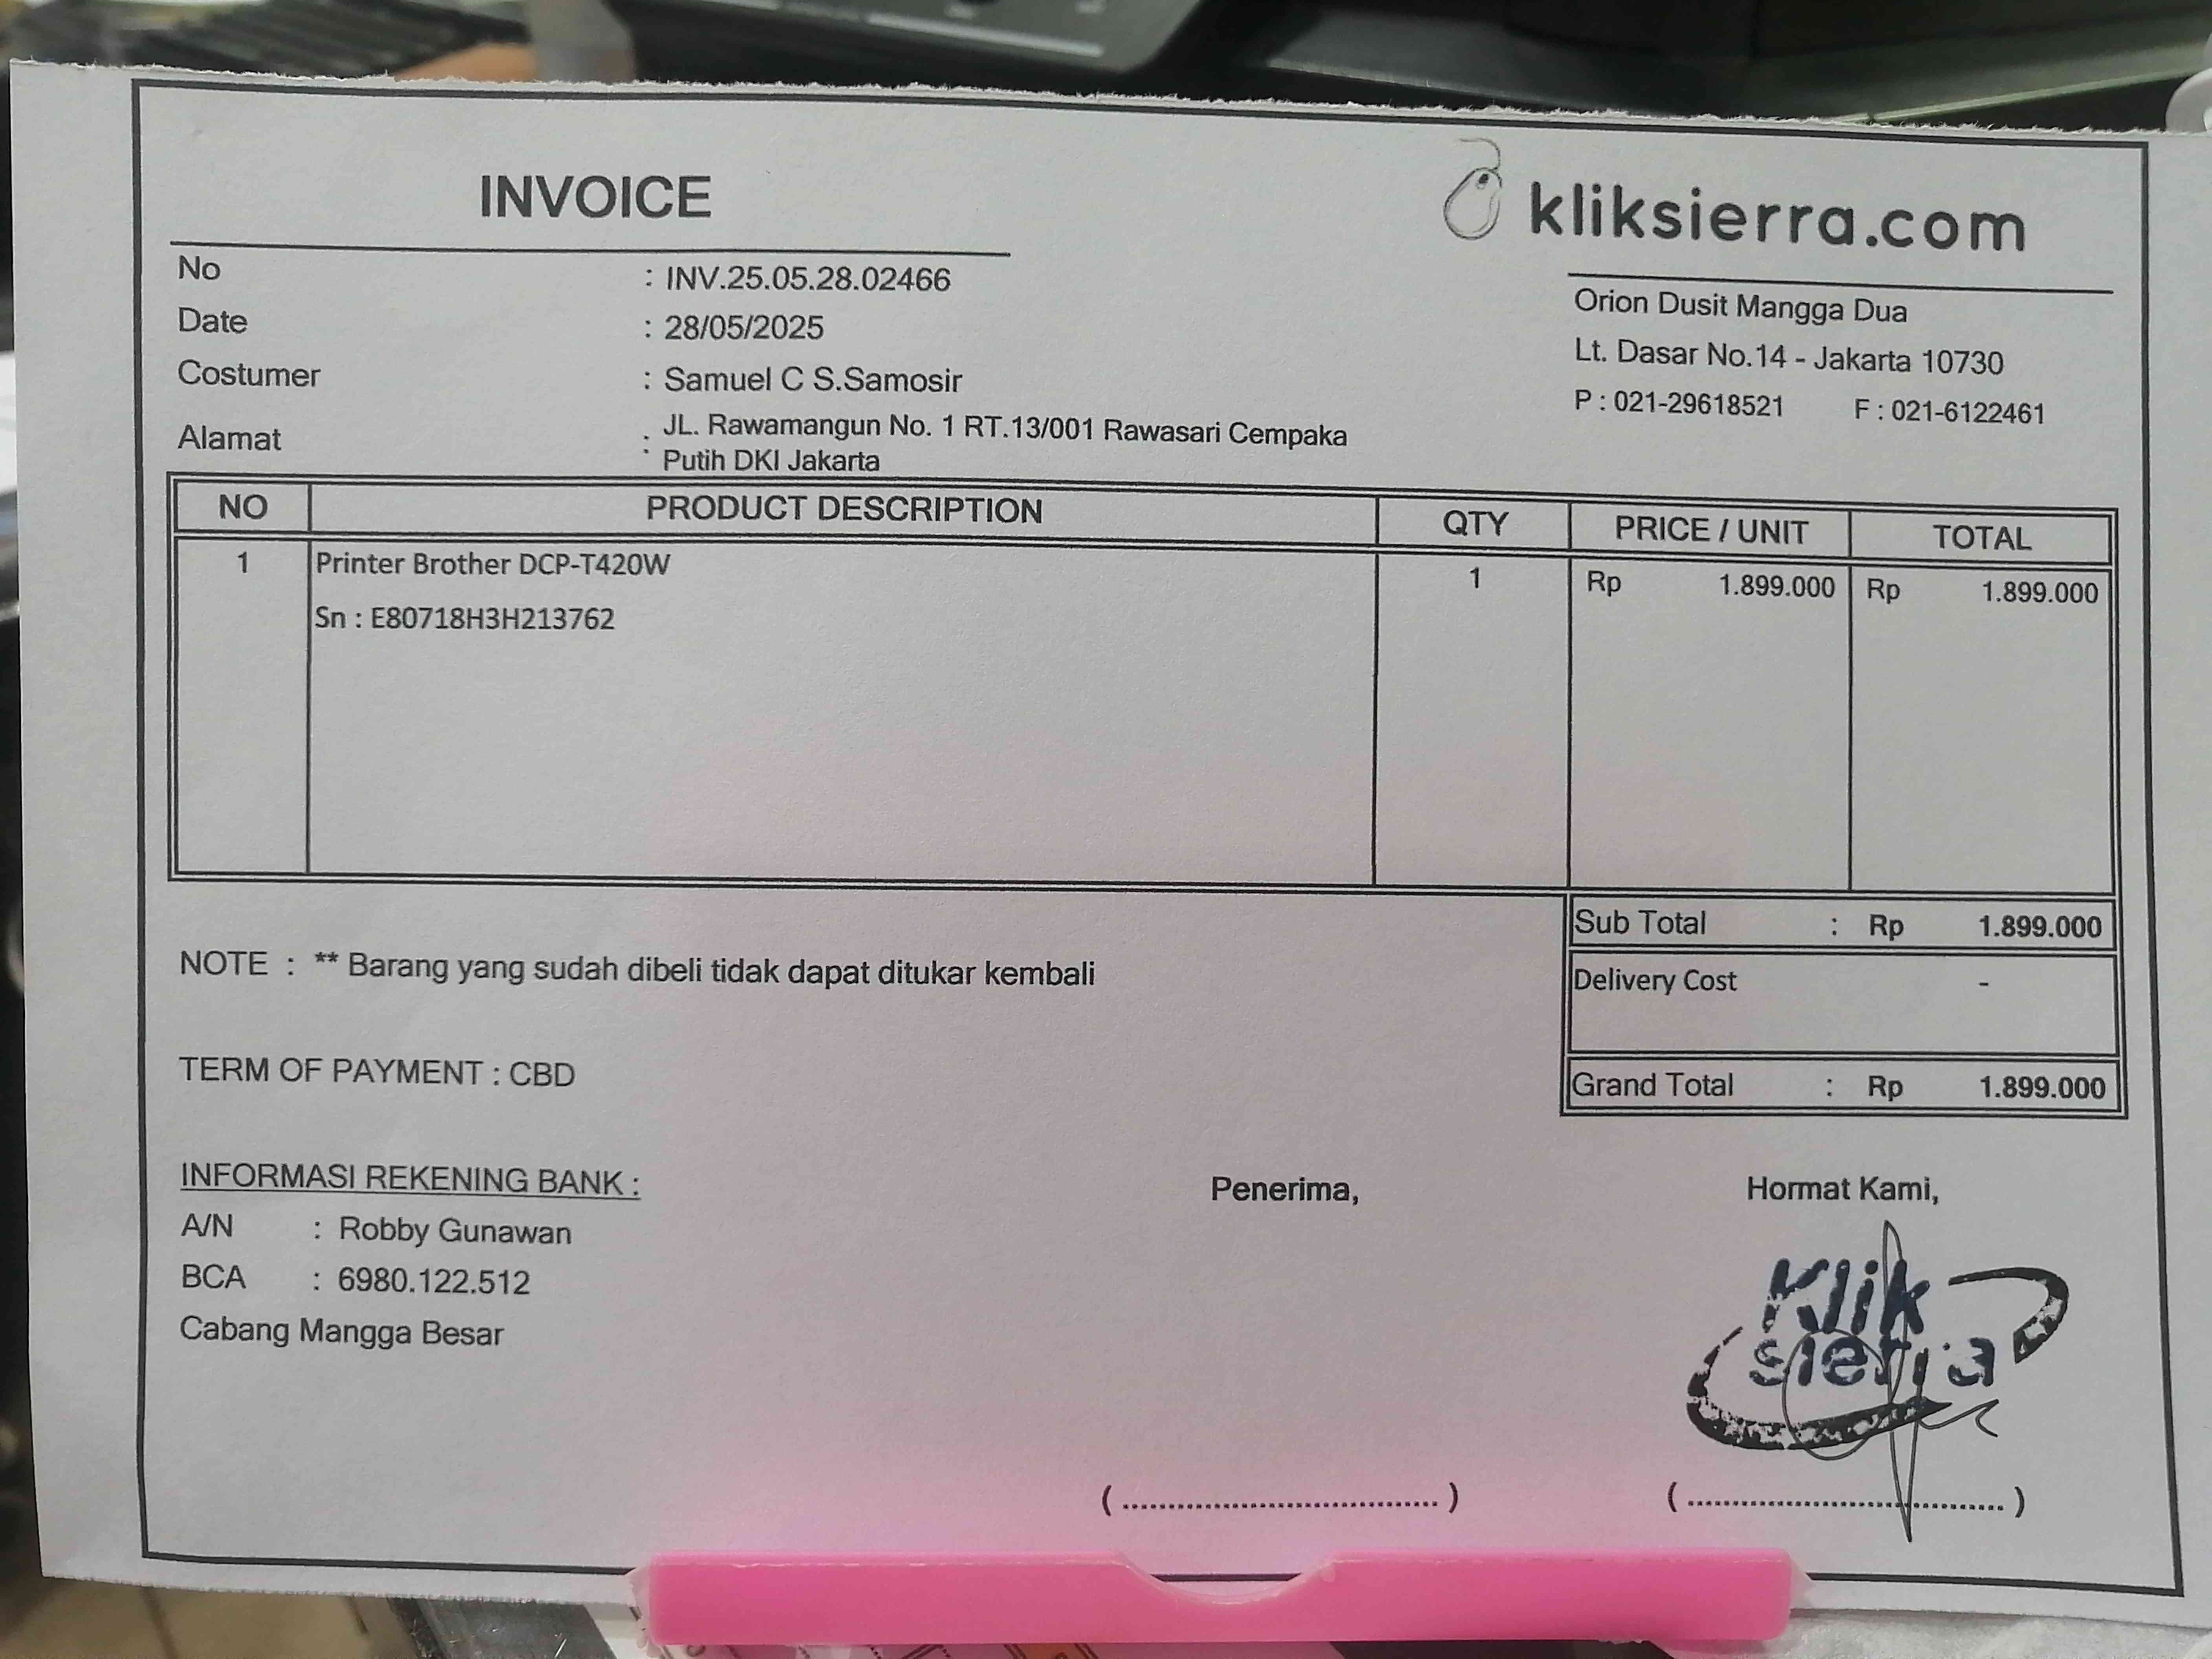 INVOICE
kliksierra.com
No : INV.25.05.28.02466
Date : 28/05/2025
Costumer : Samuel C S.Samosir
Alamat : JL. Rawamangun No. 1 RT.13/001 Rawasari Cempaka
Putih DKI Jakarta
Orion Dusit Mangga Dua
Lt. Dasar No.14 - Jakarta 10730
P : 021-29618521 F : 021-6122461
NO PRODUCT DESCRIPTION QTY PRICE / UNIT TOTAL
1 Printer Brother DCP-T420W 1 Rp 1.899.000 Rp 1.899.000
Sn : E80718H3H213762
Sub Total : Rp 1.899.000
NOTE : ** Barang yang sudah dibeli tidak dapat ditukar kembali
Delivery Cost -
TERM OF PAYMENT : CBD
Grand Total : Rp 1.899.000
INFORMASI REKENING BANK :
A/N : Robby Gunawan
BCA : 6980.122.512
Cabang Mangga Besar
Penerima,
Hormat Kami,
Klik
sierra
( ........................................ )
( ........................................ )